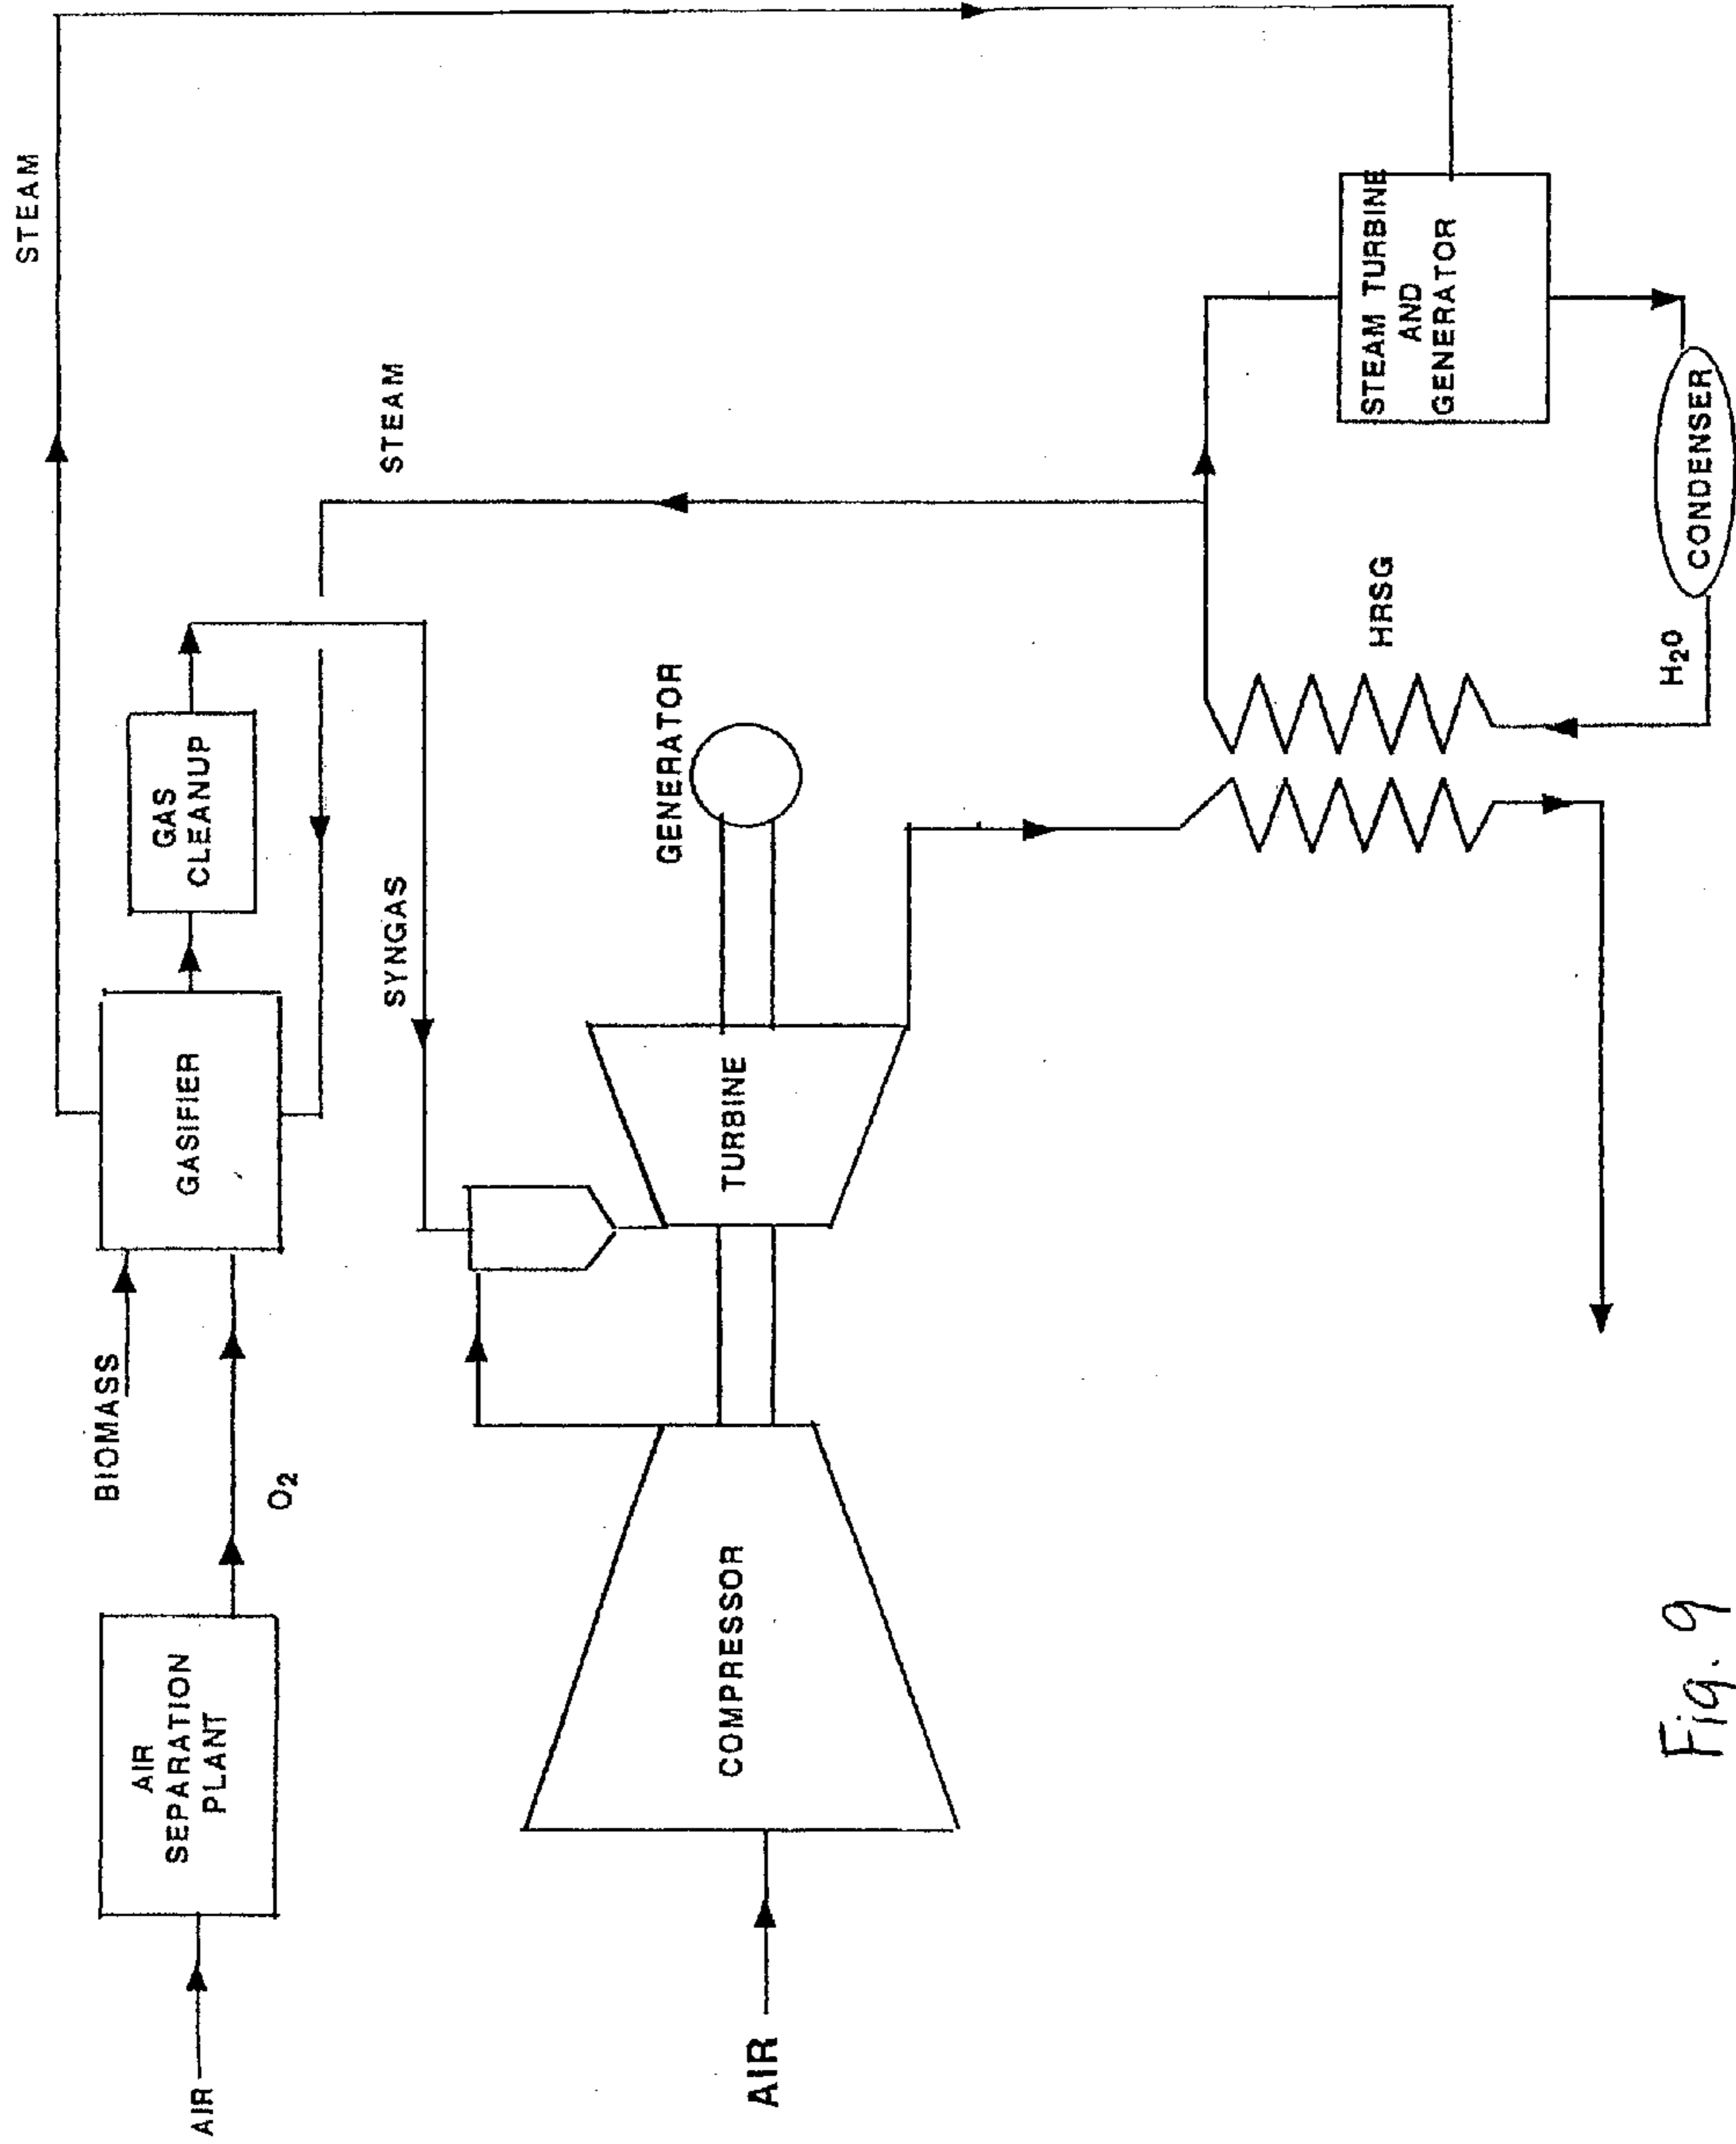 STEAM
GAS
CLEANUP
STEAM
AIR
SEPARATION
PLANT
GASIFIER
BIOMASS
AIR
O₂
SYNGAS
GENERATOR
COMPRESSOR
TURBINE
AIR
HRSG
STEAM TURBINE
AND
GENERATOR
H₂O
CONDENSER
Fig. 9